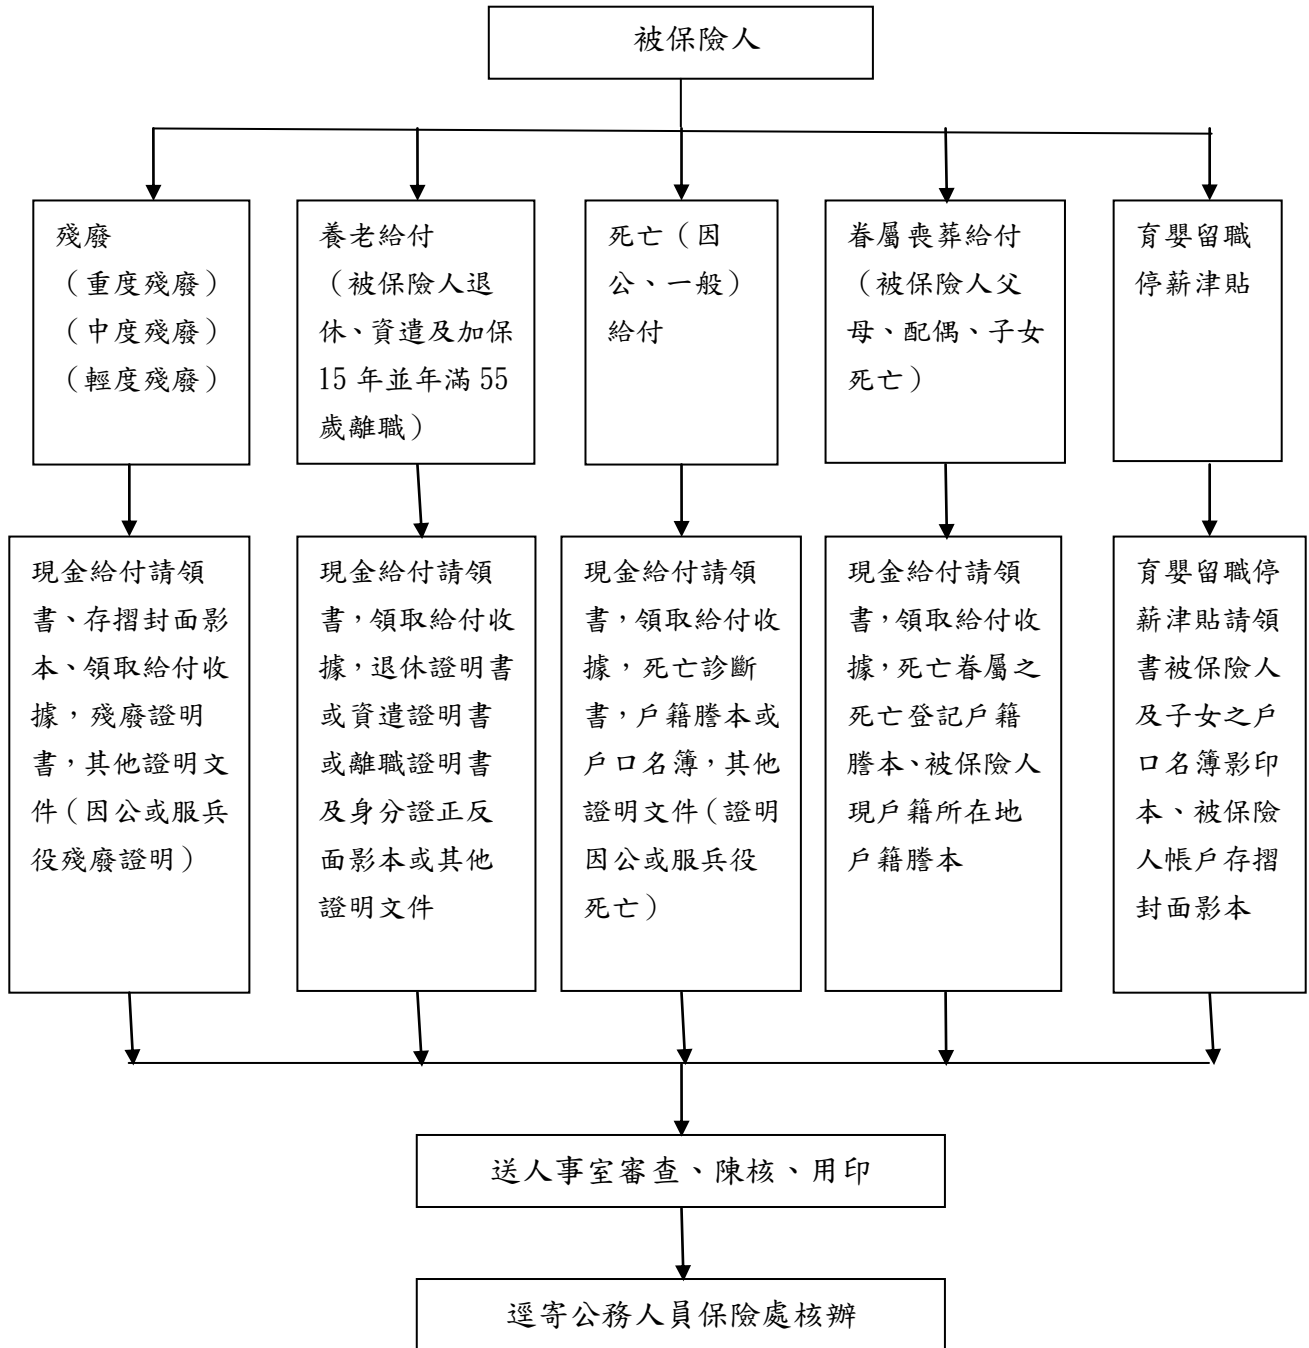 被保險人
殘廢
（重度殘廢）
（中度殘廢）
（輕度殘廢）
養老給付
（被保險人退
休、資遣及加保
15 年並年滿 55
歲離職）
死亡（因
公、一般）
給付
眷屬喪葬給付
（被保險人父
母、配偶、子女
死亡）
育嬰留職
停薪津貼
現金給付請領
書、存摺封面影
本、領取給付收
據，殘廢證明
書，其他證明文
件（因公或服兵
役殘廢證明）
現金給付請領
書，領取給付收
據，退休證明書
或資遣證明書
或離職證明書
及身分證正反
面影本或其他
證明文件
現金給付請領
書，領取給付收
據，死亡診斷
書，戶籍謄本或
戶口名簿，其他
證明文件（證明
因公或服兵役
死亡）
現金給付請領
書，領取給付收
據，死亡眷屬之
死亡登記戶籍
謄本、被保險人
現戶籍所在地
戶籍謄本
育嬰留職停
薪津貼請領
書被保險人
及子女之戶
口名簿影印
本、被保險
人帳戶存摺
封面影本
送人事室審查、陳核、用印
逕寄公務人員保險處核辦